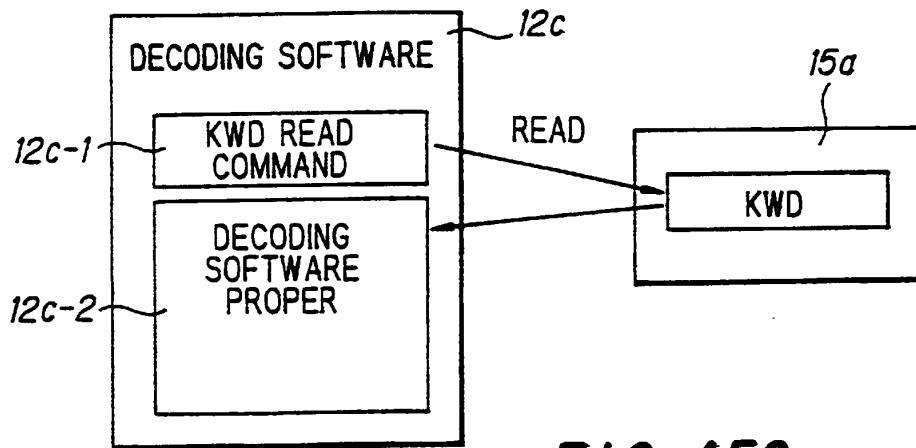 12c
DECODING SOFTWARE
15a
12c-1
KWD READ
COMMAND
READ
KWD
DECODING
SOFTWARE
PROPER
12c-2